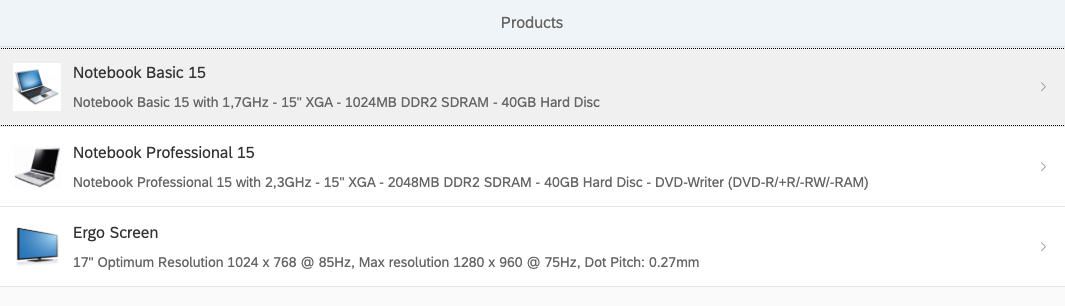 Products
Notebook Basic 15
Notebook Basic 15 with 1,7GHz - 15" XGA - 1024MB DDR2 SDRAM - 40GB Hard Disc
Notebook Professional 15
Notebook Professional 15 with 2,3GHz - 15" XGA - 2048MB DDR2 SDRAM - 40GB Hard Disc - DVD-Writer (DVD-R/+R/-RW/-RAM)
Ergo Screen
17" Optimum Resolution 1024 x 768 @ 85Hz, Max resolution 1280 x 960 @ 75Hz, Dot Pitch: 0.27mm